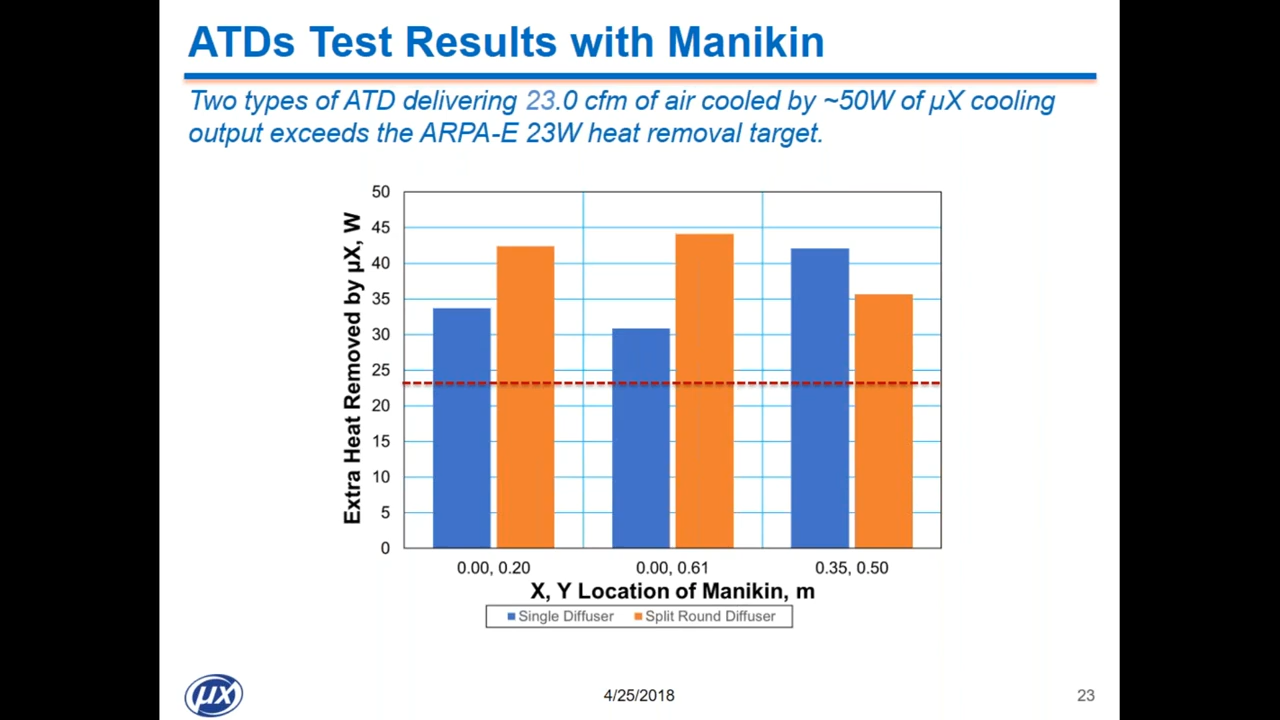 ATDs Test Results with Manikin
Two types of ATD delivering 23.0 cfm of air cooled by ~50W of µX cooling
output exceeds the ARPA-E 23W heat removal target.
Extra Heat Removed by µX, W
50
45
40
35
30
25
20
15
10
5
0
0.00, 0.20
0.00, 0.61
0.35, 0.50
X, Y Location of Manikin, m
Single Diffuser
Split Round Diffuser
µx
4/25/2018
23